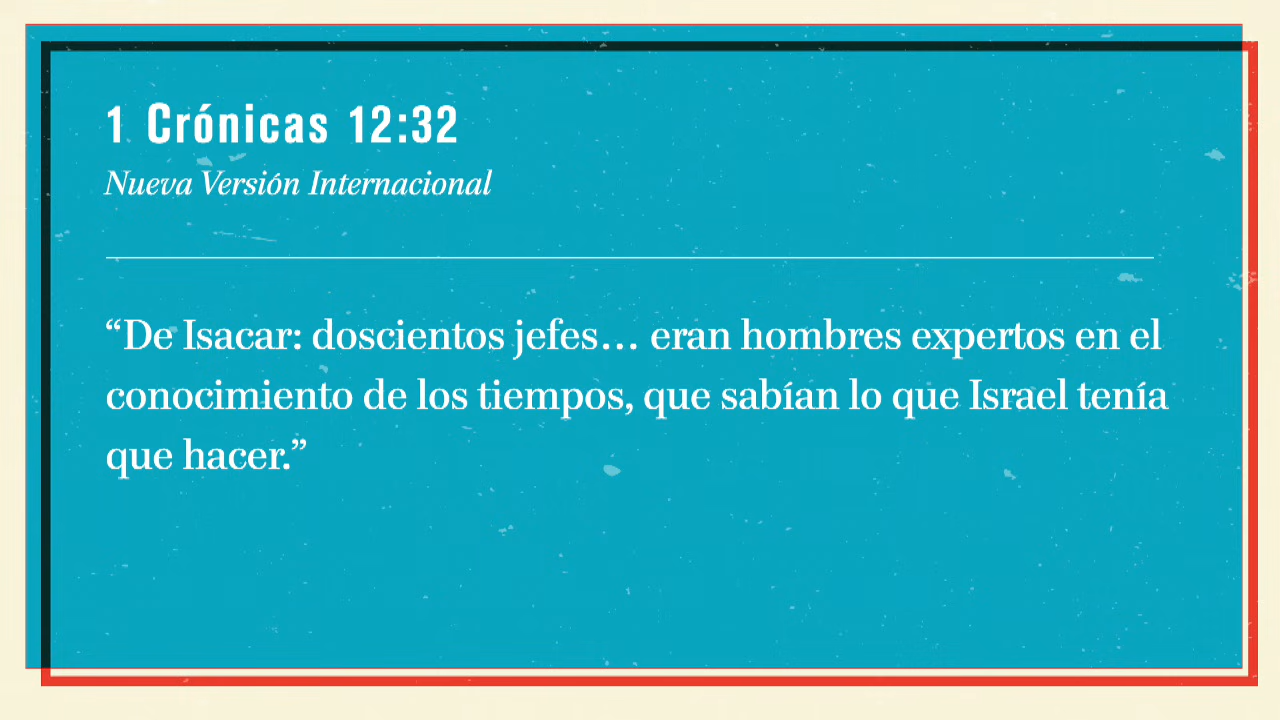 1 Crónicas 12:32
Nueva Versión Internacional
“De Isacar: doscientos jefes… eran hombres expertos en el
conocimiento de los tiempos, que sabían lo que Israel tenía
que hacer.”